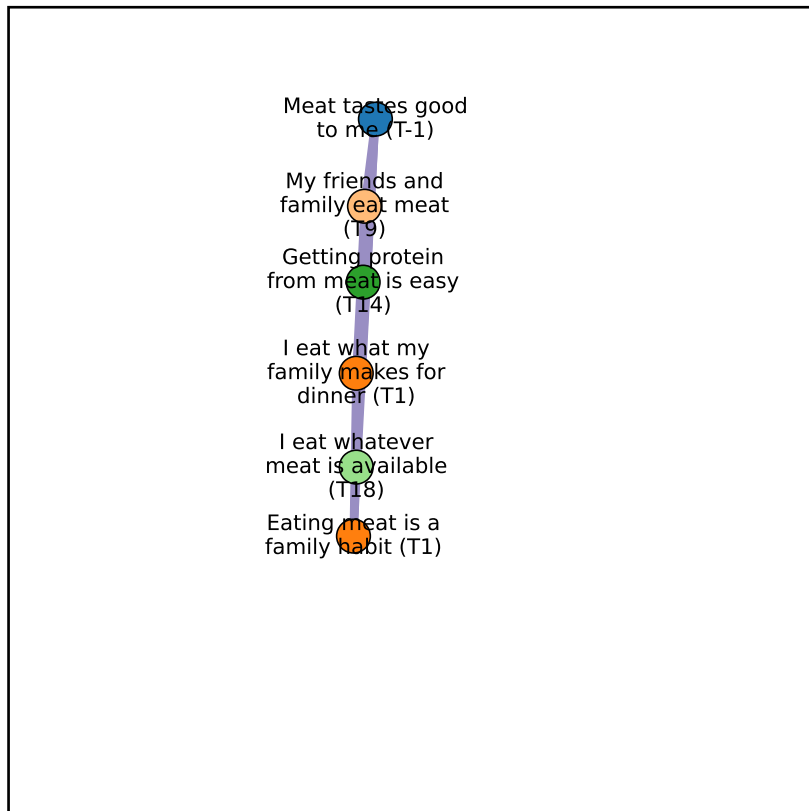 Meat tastes good
to me (T-1)
My friends and
family eat meat
(T9)
Getting protein
from meat is easy
(T14)
I eat what my
family makes for
dinner (T1)
I eat whatever
meat is available
(T18)
Eating meat is a
family habit (T1)